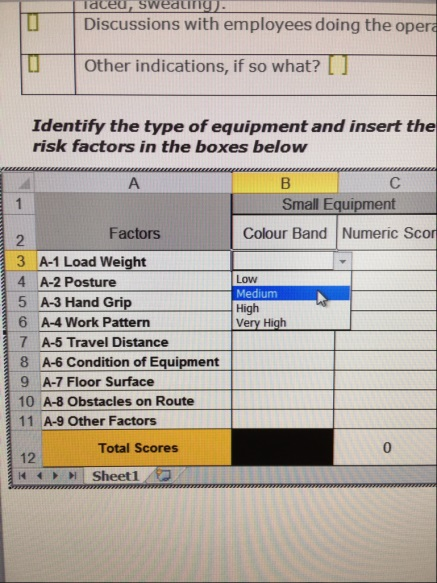 faced, sweating).
Discussions with employees doing the opera
Other indications, if so what? [ ]
Identify the type of equipment and insert the
risk factors in the boxes below
A B C
1 Small Equipment
2 Factors Colour Band Numeric Scor
3 A-1 Load Weight
4 A-2 Posture Low
Medium
5 A-3 Hand Grip High
6 A-4 Work Pattern Very High
7 A-5 Travel Distance
8 A-6 Condition of Equipment
9 A-7 Floor Surface
10 A-8 Obstacles on Route
11 A-9 Other Factors
12 Total Scores 0
Sheet1